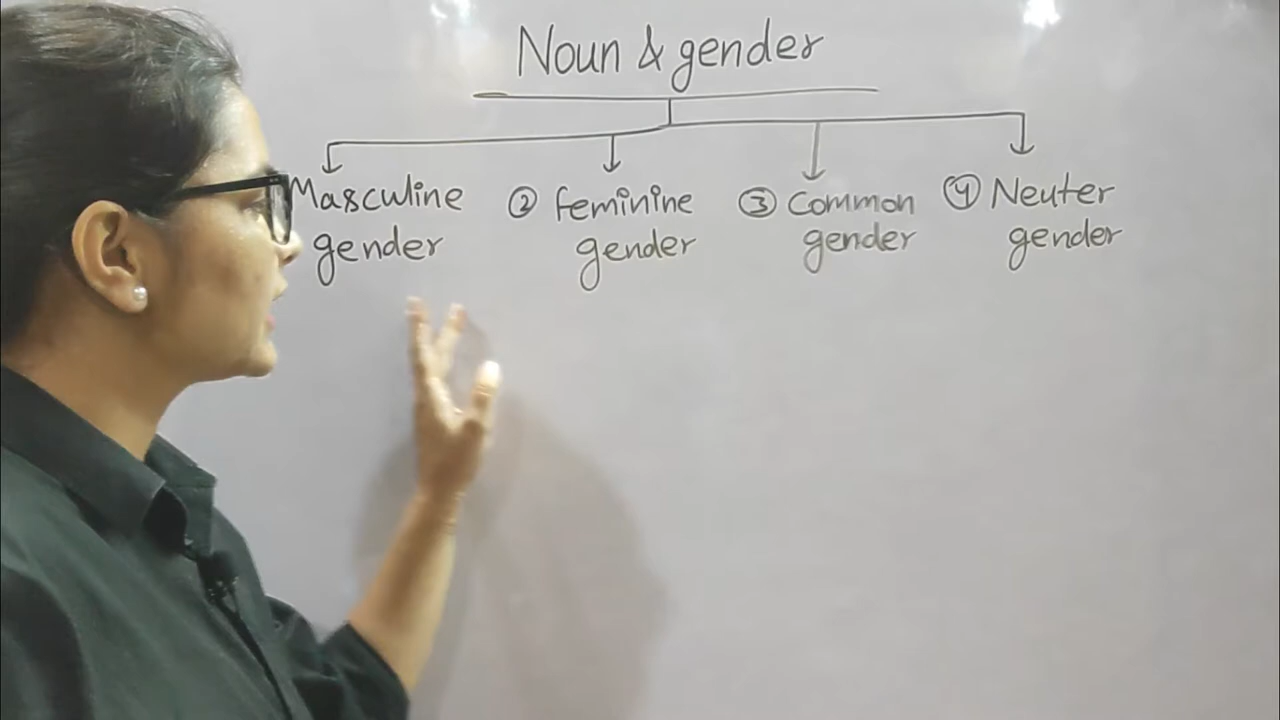 Noun & gender
Masculine gender
② feminine gender
③ Common gender
④ Neuter gender